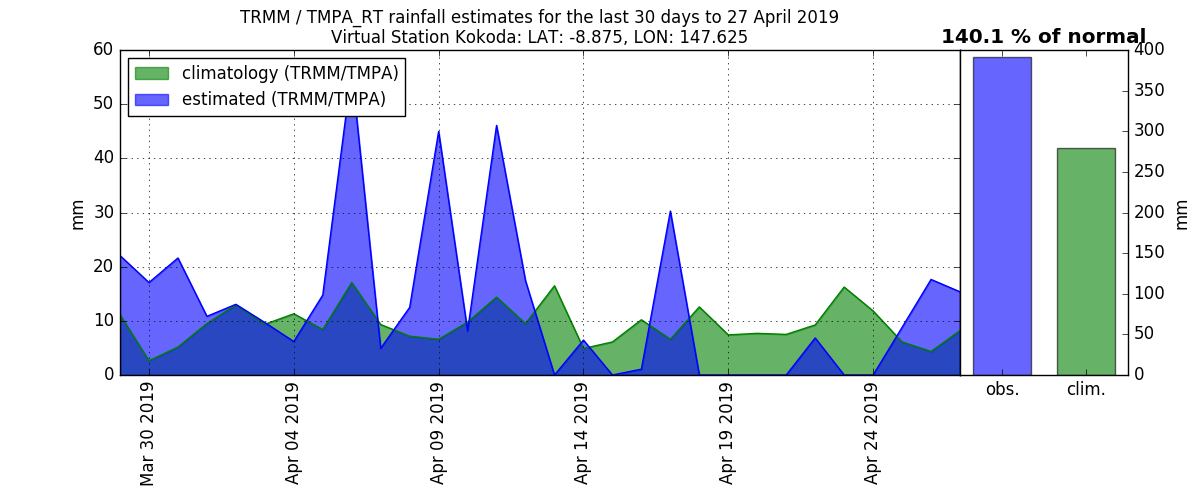 TRMM / TMPA_RT rainfall estimates for the last 30 days to 27 April 2019
Virtual Station Kokoda: LAT: -8.875, LON: 147.625
140.1 % of normal
climatology (TRMM/TMPA)
estimated (TRMM/TMPA)
mm
60
50
40
30
20
10
0
Mar 30 2019
Apr 04 2019
Apr 09 2019
Apr 14 2019
Apr 19 2019
Apr 24 2019
400
350
300
250
200
150
100
50
0
mm
obs.
clim.